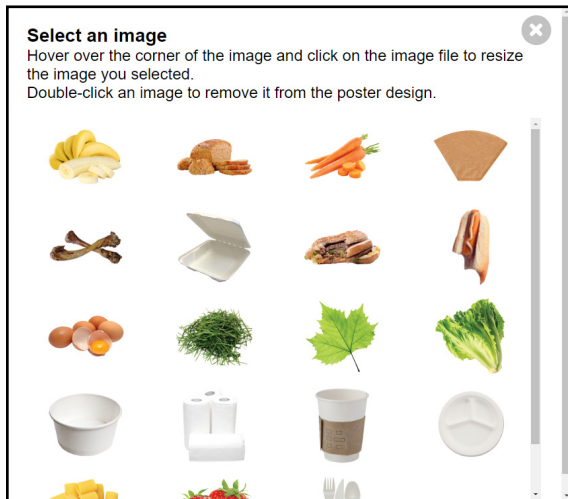 Select an image
Hover over the corner of the image and click on the image file to resize
the image you selected.
Double-click an image to remove it from the poster design.